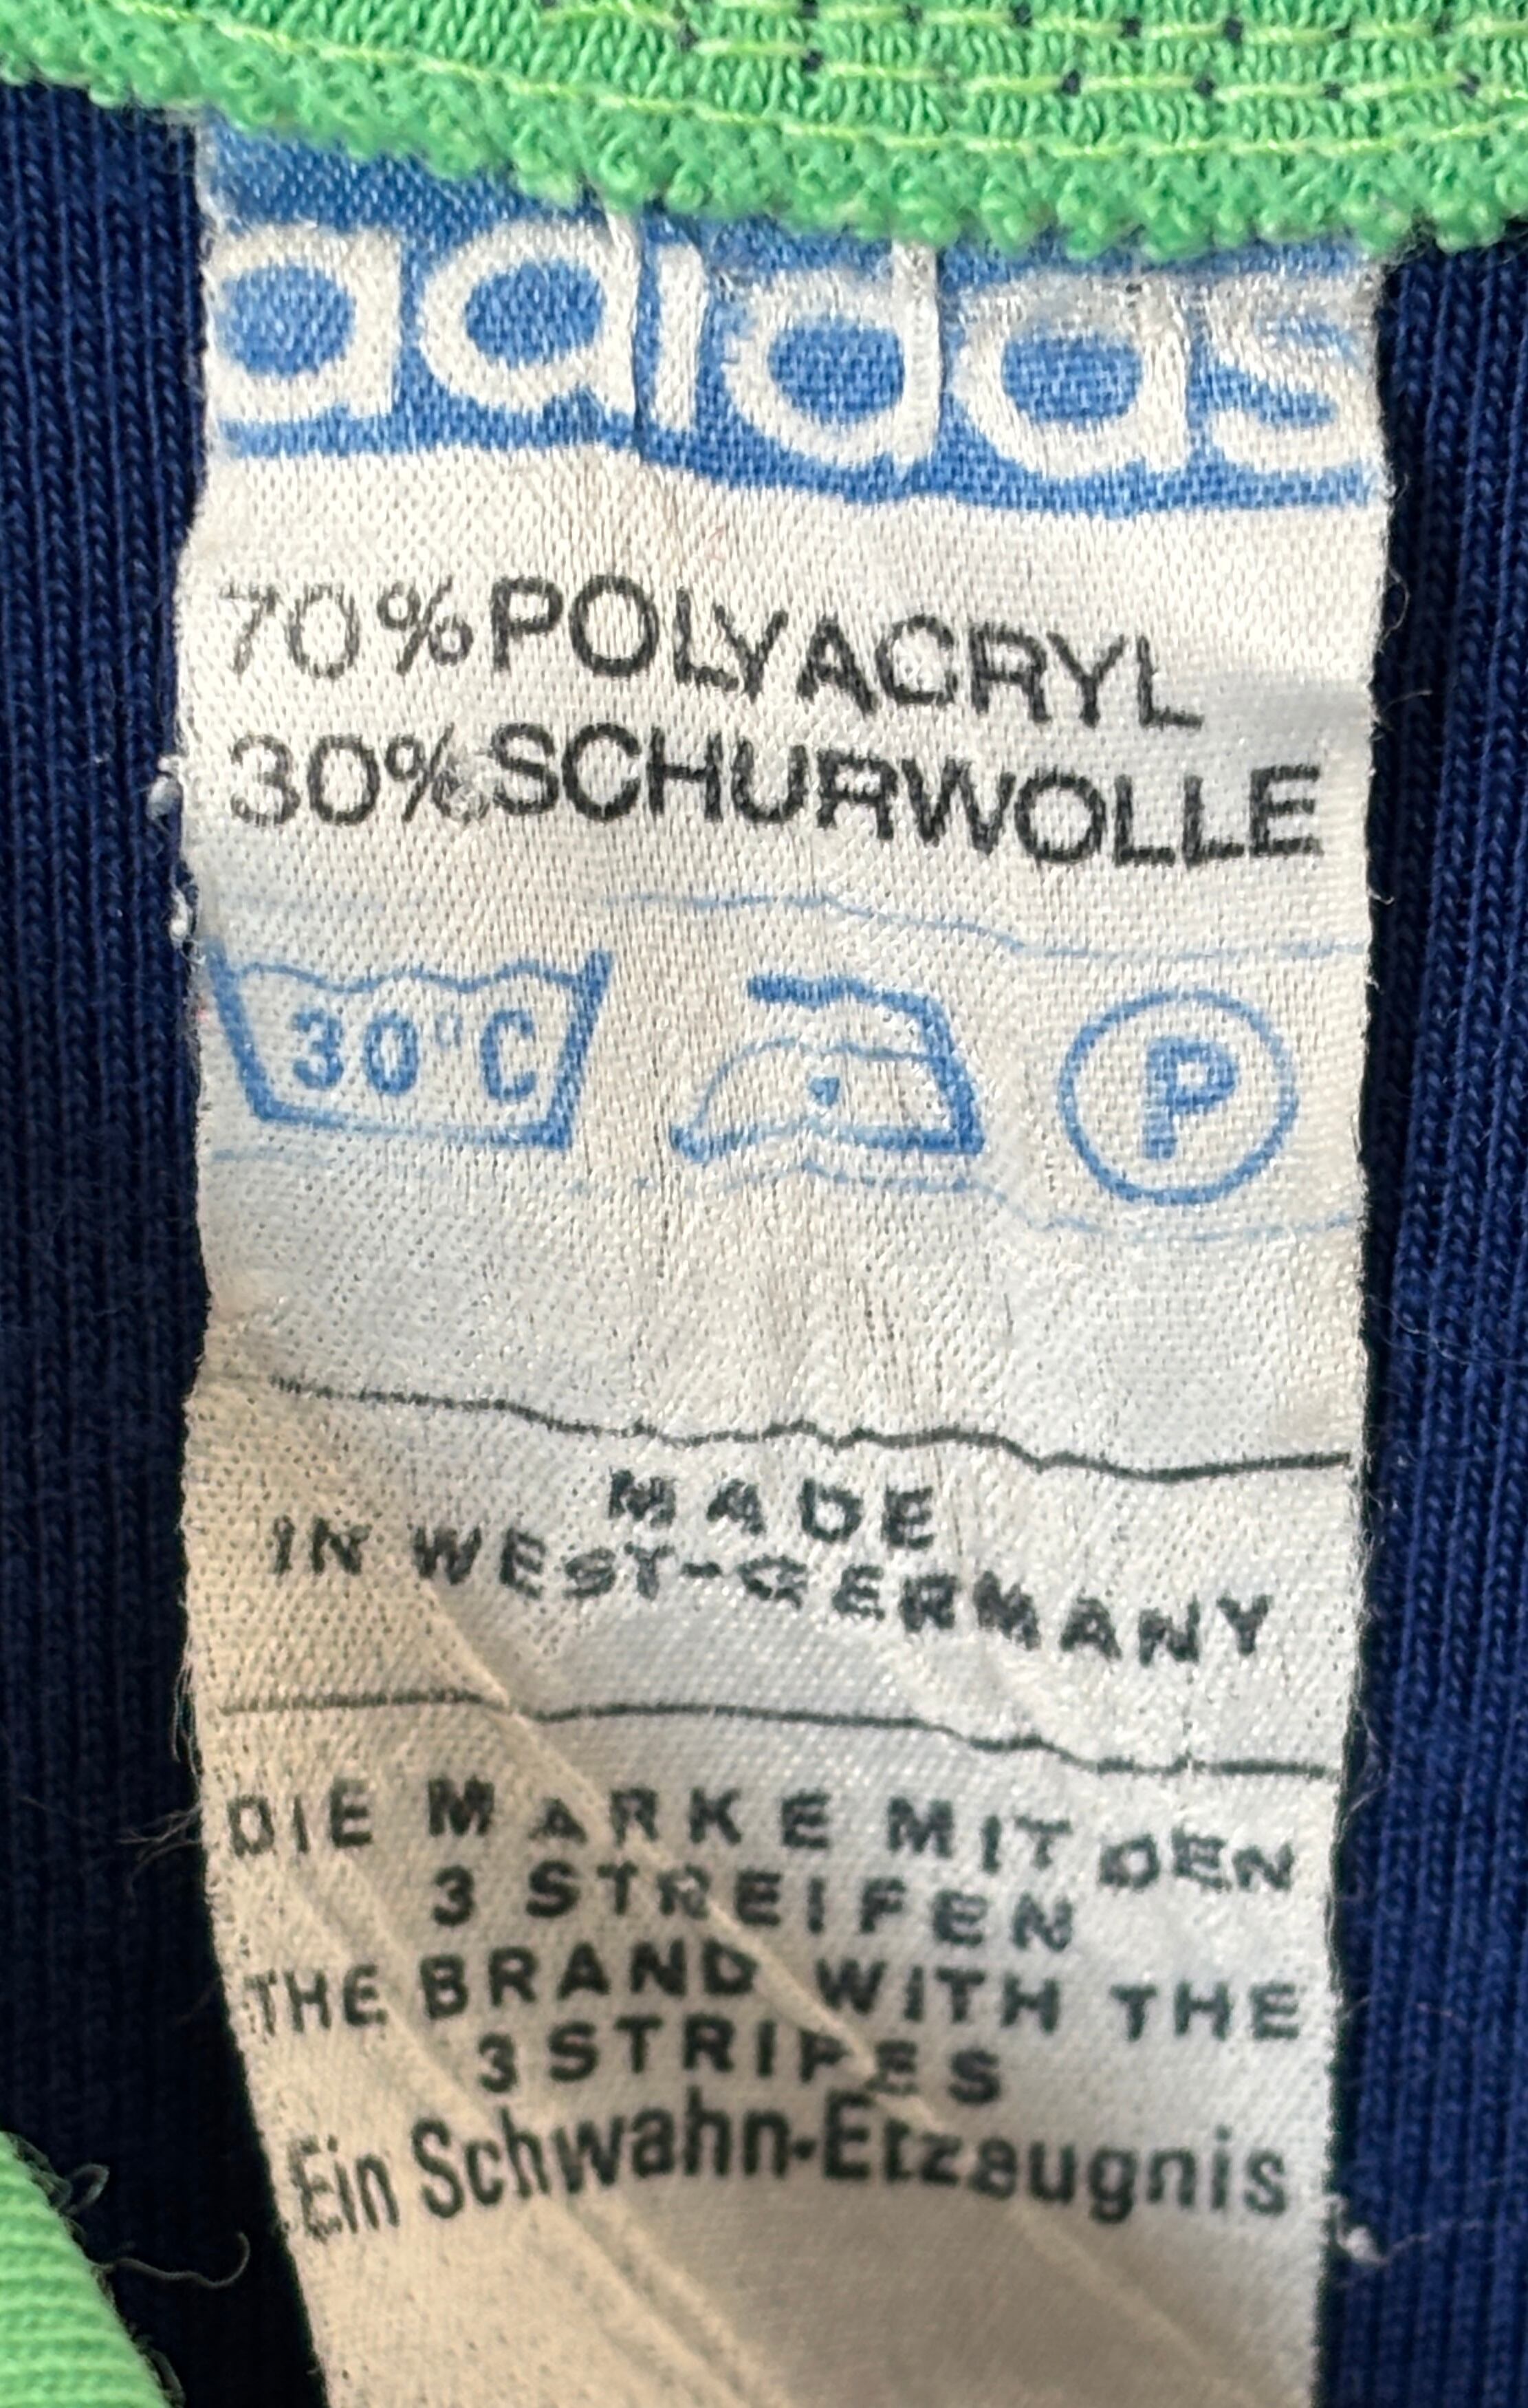 adidas
70% POLYACRYL
30% SCHURWOLLE
30°C P
MADE
IN WEST-GERMANY
DIE MARKE MIT DEN
3 STREIFEN
THE BRAND WITH THE
3 STRIPES
Ein Schwahn-Erzeugnis